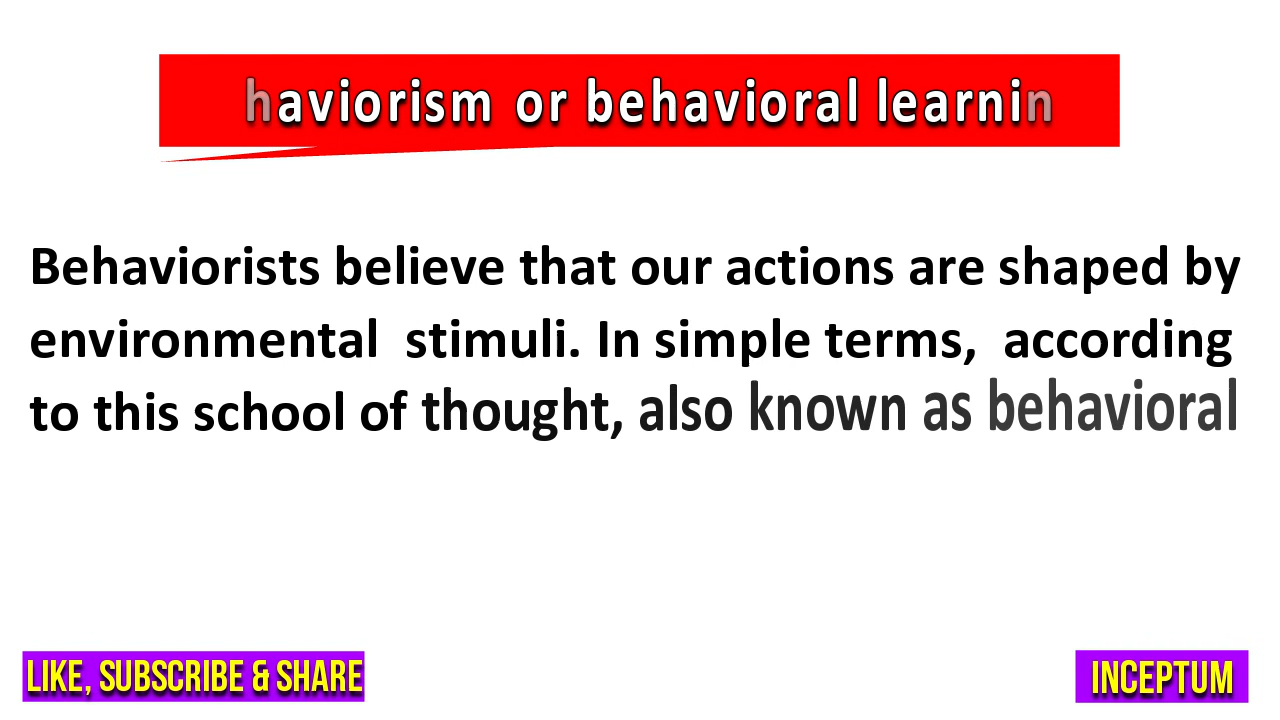 haviorism or behavioral learnin
Behaviorists believe that our actions are shaped by
environmental stimuli. In simple terms, according
to this school of thought, also known as behavioral
LIKE, SUBSCRIBE & SHARE
INCEPTUM